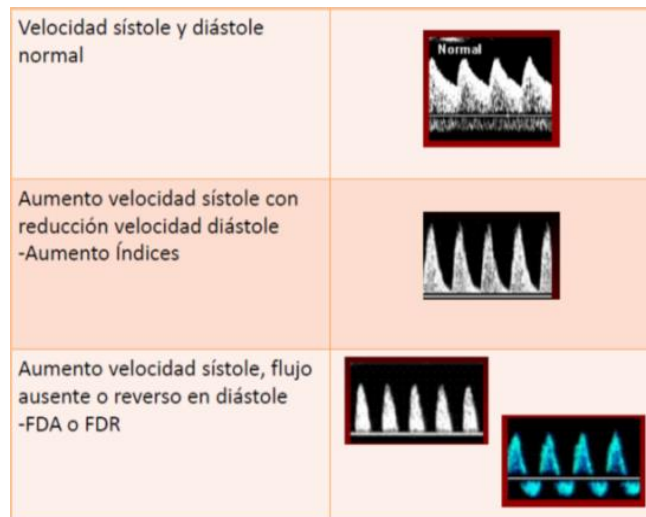 Velocidad sístole y diástole
normal
Normal
Aumento velocidad sístole con
reducción velocidad diástole
-Aumento Índices
Aumento velocidad sístole, flujo
ausente o reverso en diástole
-FDA o FDR